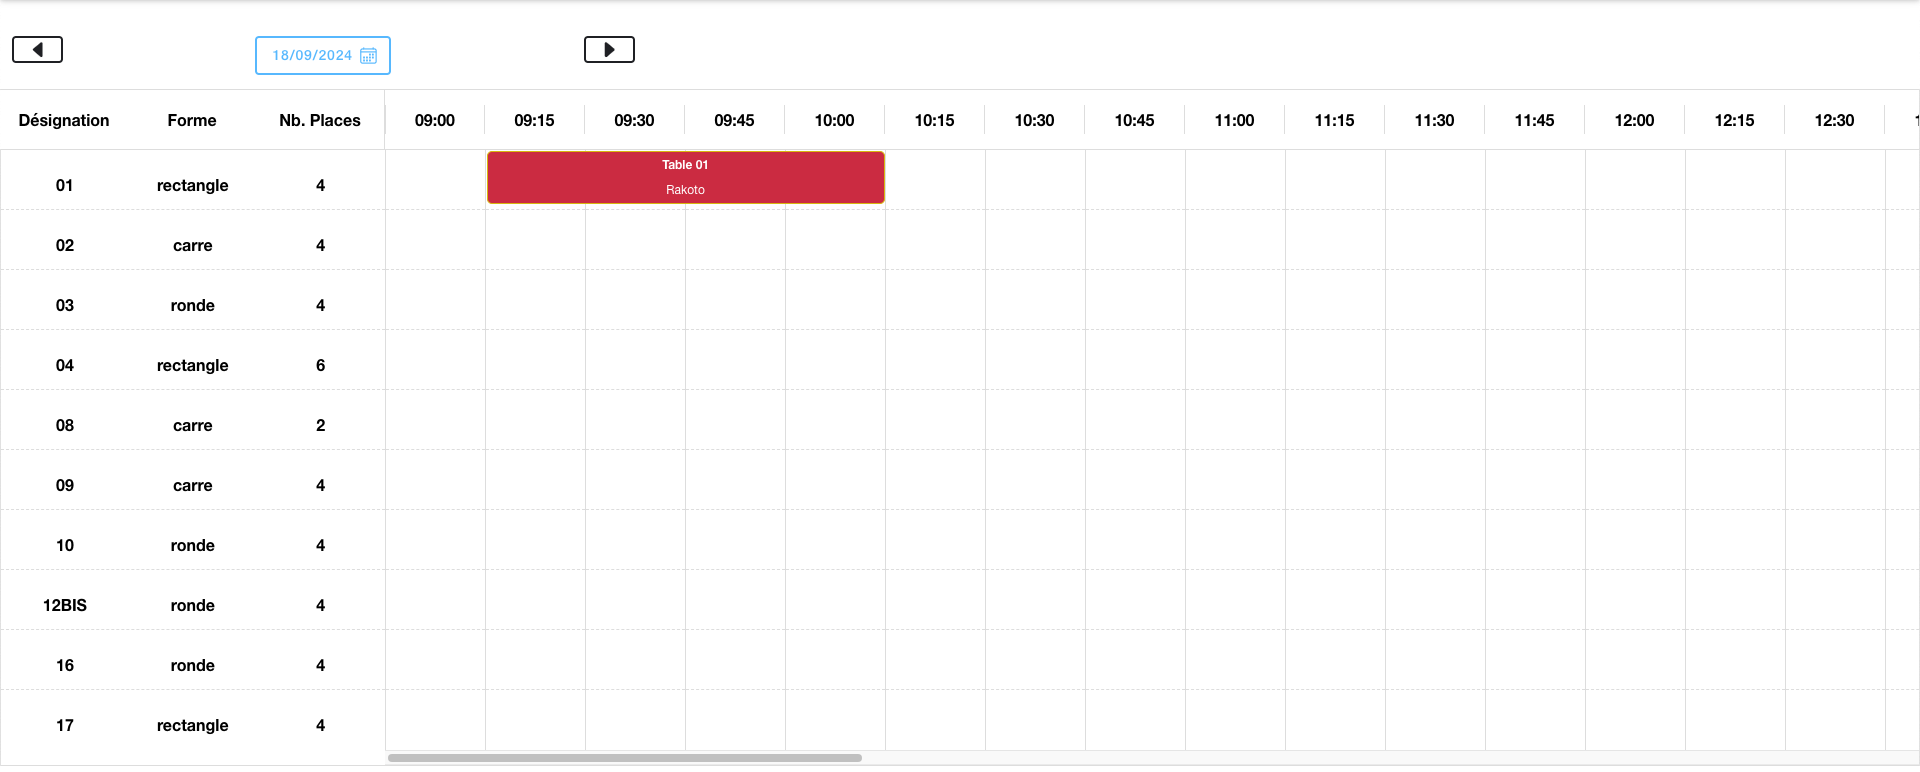 18/09/2024
Désignation Forme Nb. Places 09:00 09:15 09:30 09:45 10:00 10:15 10:30 10:45 11:00 11:15 11:30 11:45 12:00 12:15 12:30
Table 01
01 rectangle 4 Rakoto
02 carre 4
03 ronde 4
04 rectangle 6
08 carre 2
09 carre 4
10 ronde 4
12BIS ronde 4
16 ronde 4
17 rectangle 4